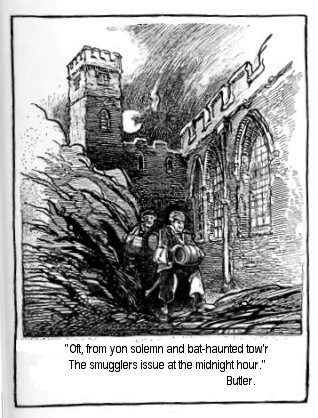 "Oft, from yon solemn and bat-haunted tow'r
The smugglers issue at the midnight hour."
Butler.